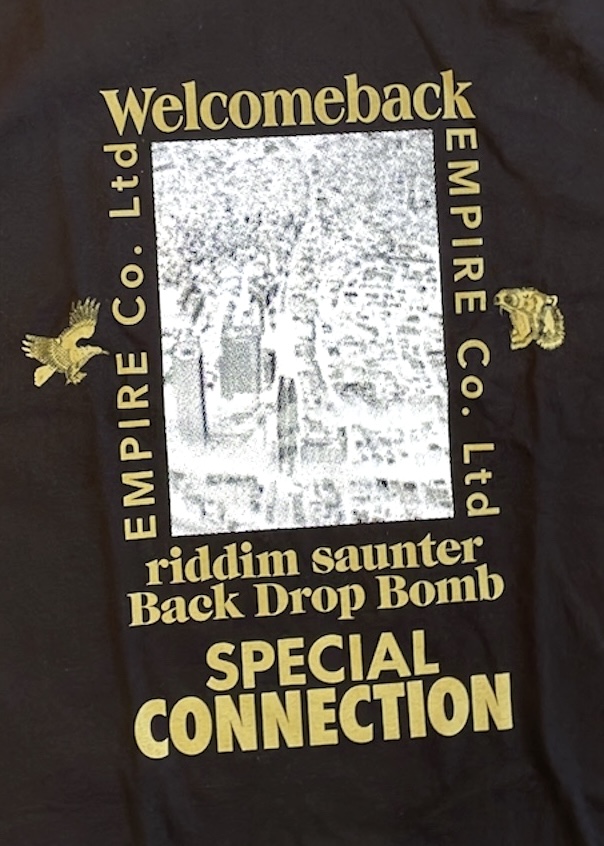 Welcomeback
EMPIRE Co. Ltd
EMPIRE Co. Ltd
riddim saunter
Back Drop Bomb
SPECIAL
CONNECTION